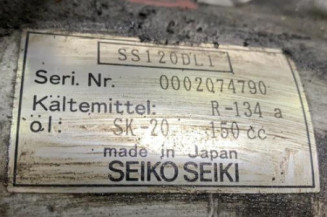 SS120DL1
Seri. Nr. 0002074790
Kältemittel: R-134 a
öl: SK-20 150 cc
made in Japan
SEIKO SEIKI